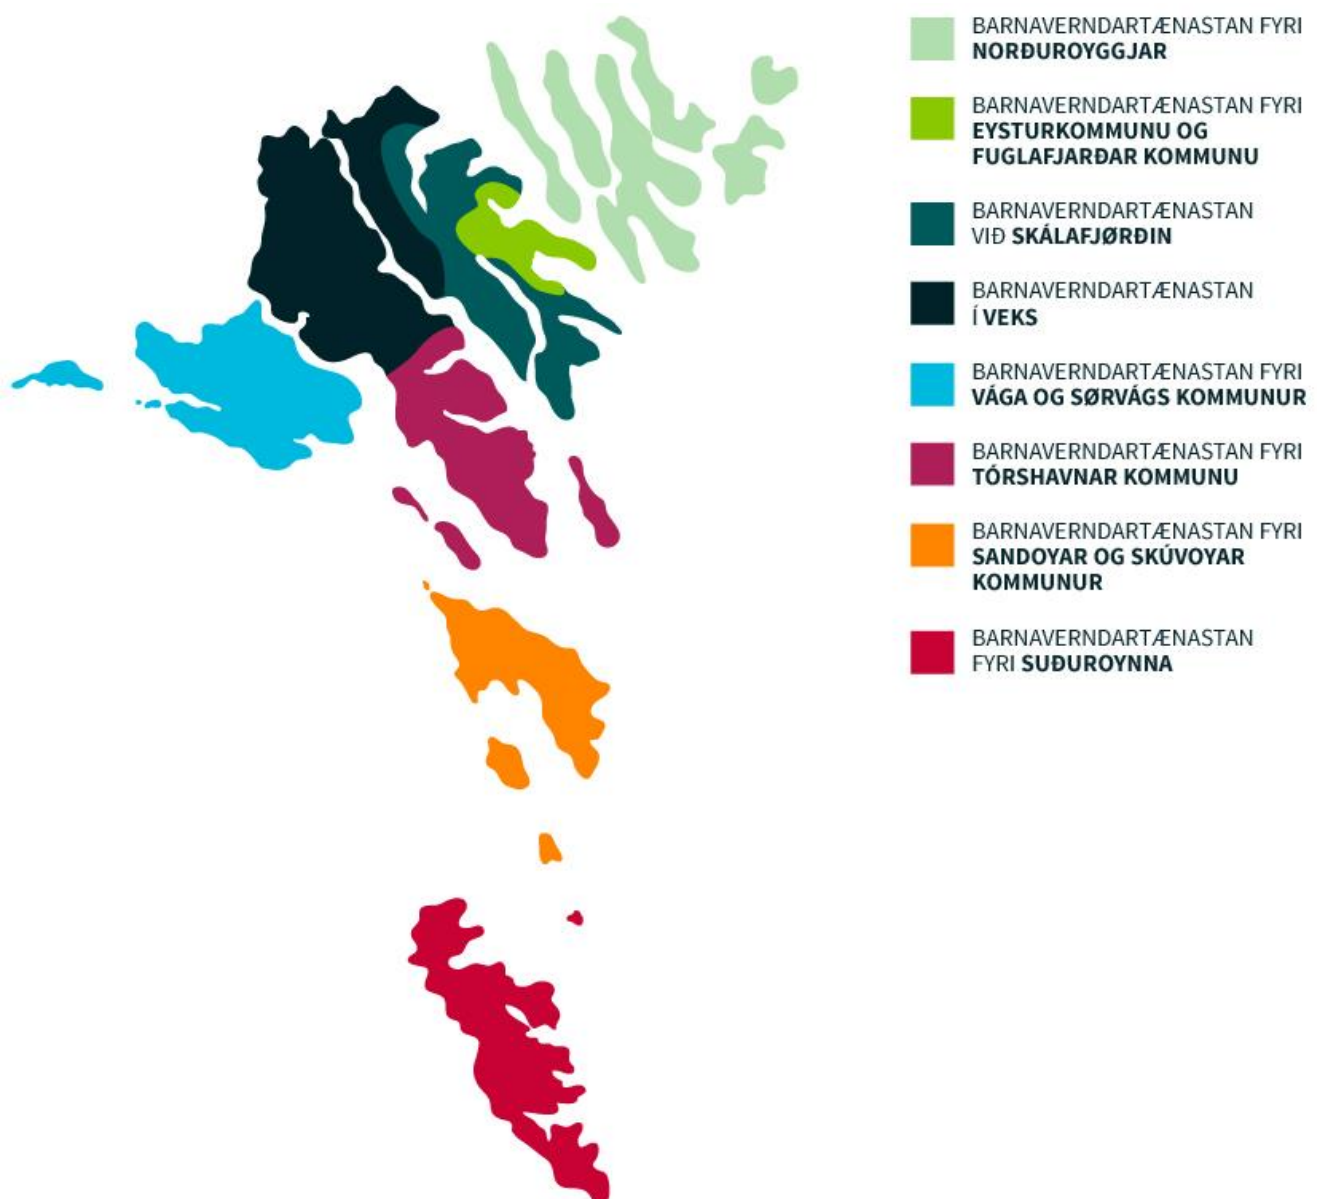 BARNAVERNDARTÆNASTAN FYRI
NORÐUROYGGJAR
BARNAVERNDARTÆNASTAN FYRI
EYSTURKOMMUNU OG
FUGLAFJARÐAR KOMMUNU
BARNAVERNDARTÆNASTAN
VIÐ SKÁLAFJØRÐIN
BARNAVERNDARTÆNASTAN
Í VEKS
BARNAVERNDARTÆNASTAN FYRI
VÁGA OG SØRVÁGS KOMMUNUR
BARNAVERNDARTÆNASTAN FYRI
TÓRSHAVNAR KOMMUNU
BARNAVERNDARTÆNASTAN FYRI
SANDOYAR OG SKÚVOYAR
KOMMUNUR
BARNAVERNDARTÆNASTAN
FYRI SUÐUROYNNA